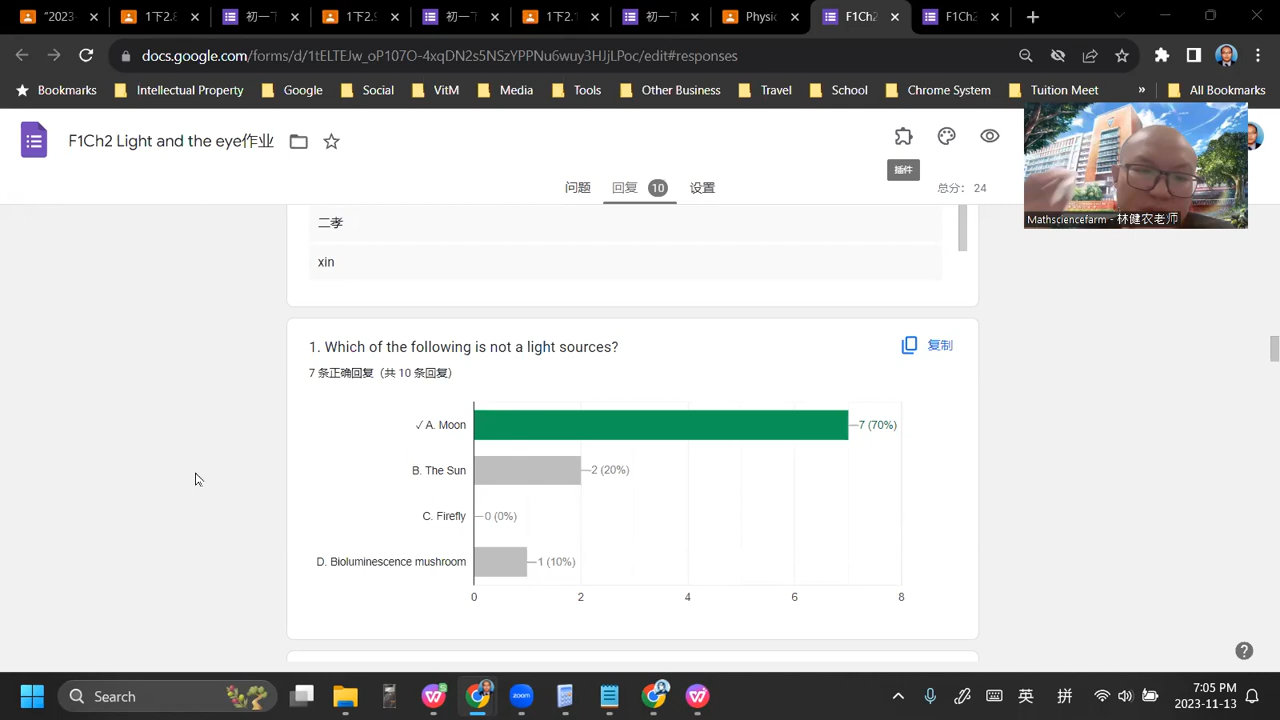 "2023-
1下2.8
初一下
1下2.9
初一下
1下2.1
初一下
Physic
F1Ch2
F1Ch2
docs.google.com/forms/d/1tELTEJw_oP107O-4xqDN2s5NSzYPPNu6wuy3HJjLPoc/edit#responses
Bookmarks
Intellectual Property
Google
Social
VitM
Media
Tools
Other Business
Travel
School
Chrome System
Tuition Meet
»
All Bookmarks
F1Ch2 Light and the eye作业
插件
问题
回复 10
设置
总分： 24
Mathsciencefarm - 林健农老师
二孝
xin
1. Which of the following is not a light sources?
复制
7 条正确回复（共 10 条回复）
✓ A. Moon
7 (70%)
B. The Sun
2 (20%)
C. Firefly
0 (0%)
D. Bioluminescence mushroom
1 (10%)
0 2 4 6 8
Search
zoom
英
拼
7:05 PM
2023-11-13